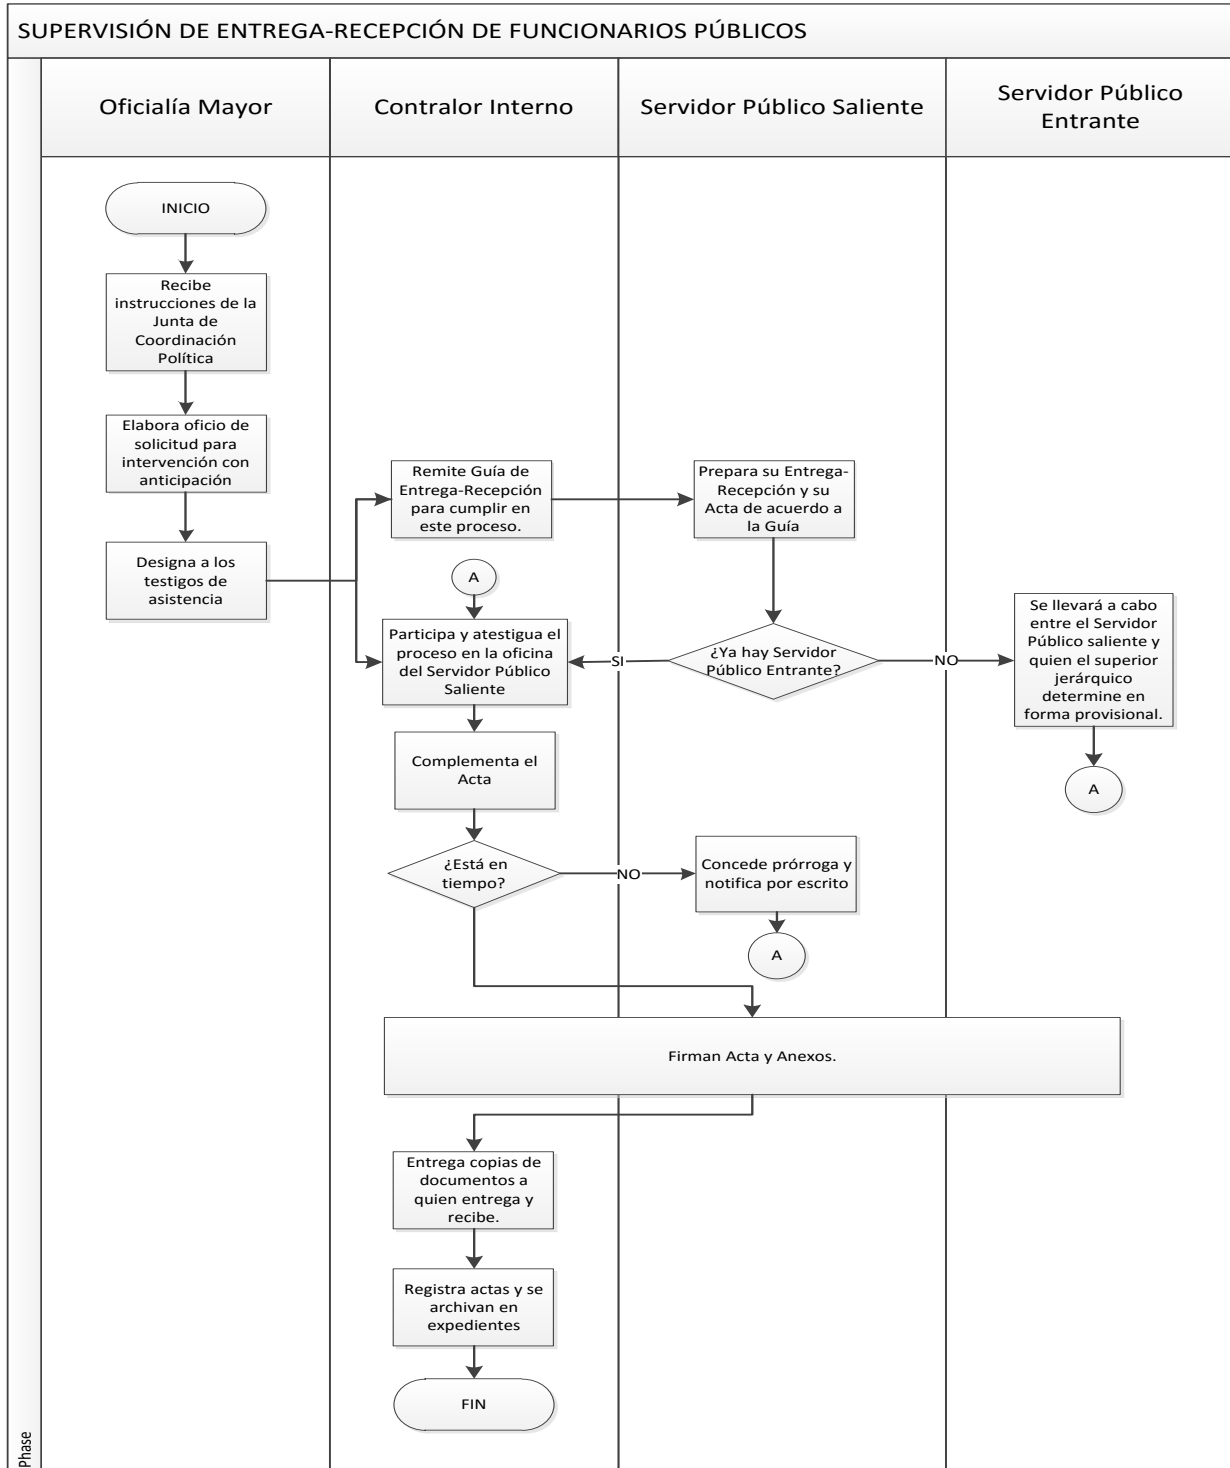 SUPERVISIÓN DE ENTREGA-RECEPCIÓN DE FUNCIONARIOS PÚBLICOS
Oficialía Mayor
Contralor Interno
Servidor Público Saliente
Servidor Público
Entrante
INICIO
Recibe
instrucciones de la
Junta de
Coordinación
Política
Elabora oficio de
solicitud para
intervención con
anticipación
Designa a los
testigos de
asistencia
Remite Guía de
Entrega-Recepción
para cumplir en
este proceso.
Prepara su Entrega-
Recepción y su
Acta de acuerdo a
la Guía
A
Participa y atestigua el
proceso en la oficina
del Servidor Público
Saliente
SI
¿Ya hay Servidor
Público Entrante?
NO
Se llevará a cabo
entre el Servidor
Público saliente y
quien el superior
jerárquico
determine en
forma provisional.
A
Complementa el
Acta
¿Está en
tiempo?
NO
Concede prórroga y
notifica por escrito
A
Firman Acta y Anexos.
Entrega copias de
documentos a
quien entrega y
recibe.
Registra actas y se
archivan en
expedientes
FIN
Phase